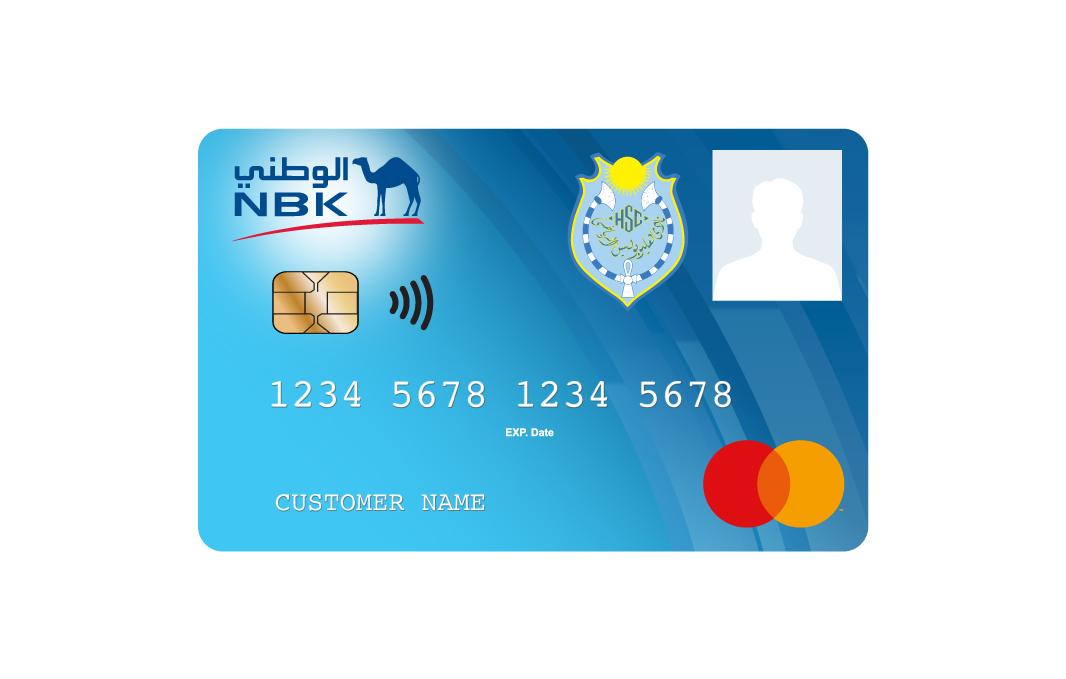 الوطني
NBK
HSC
1234 5678 1234 5678
EXP. Date
CUSTOMER NAME